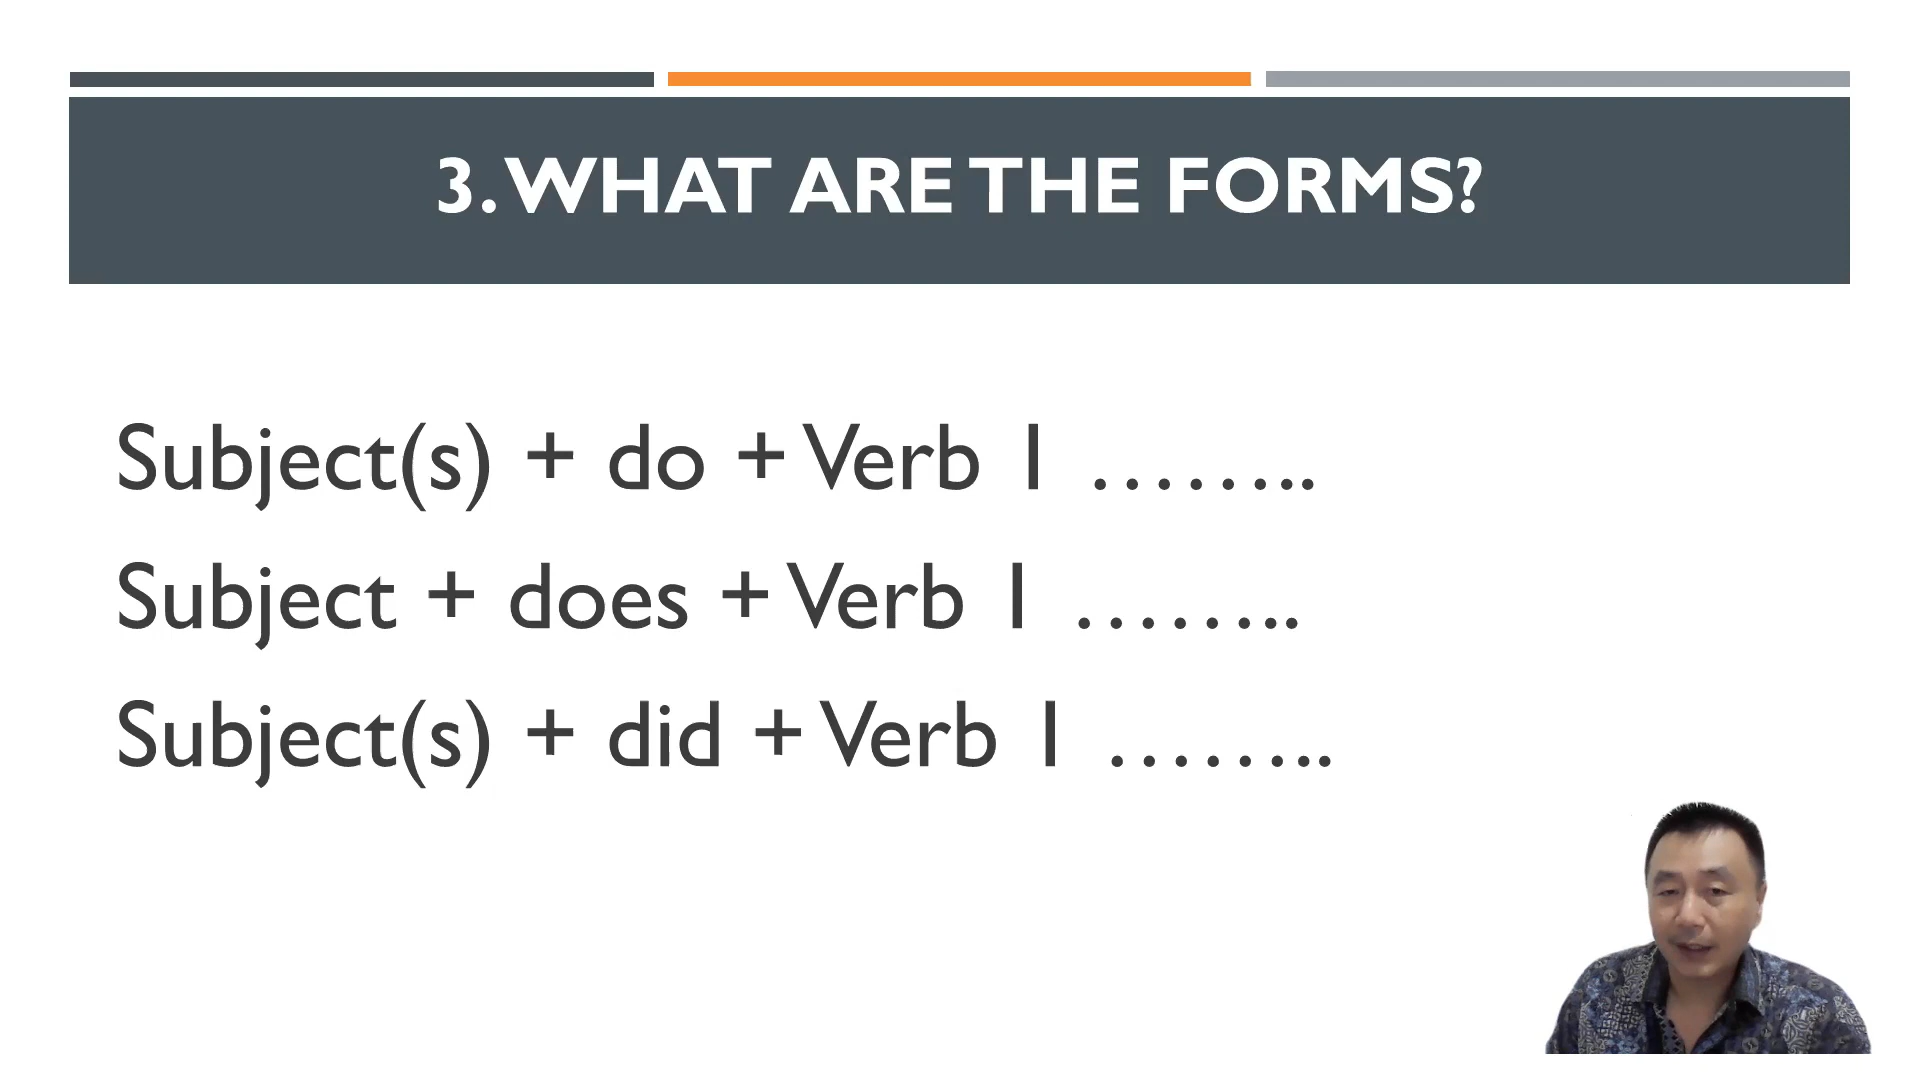 3. WHAT ARE THE FORMS?
Subject(s) + do + Verb 1 ……..
Subject + does + Verb 1 ……..
Subject(s) + did + Verb 1 ……..